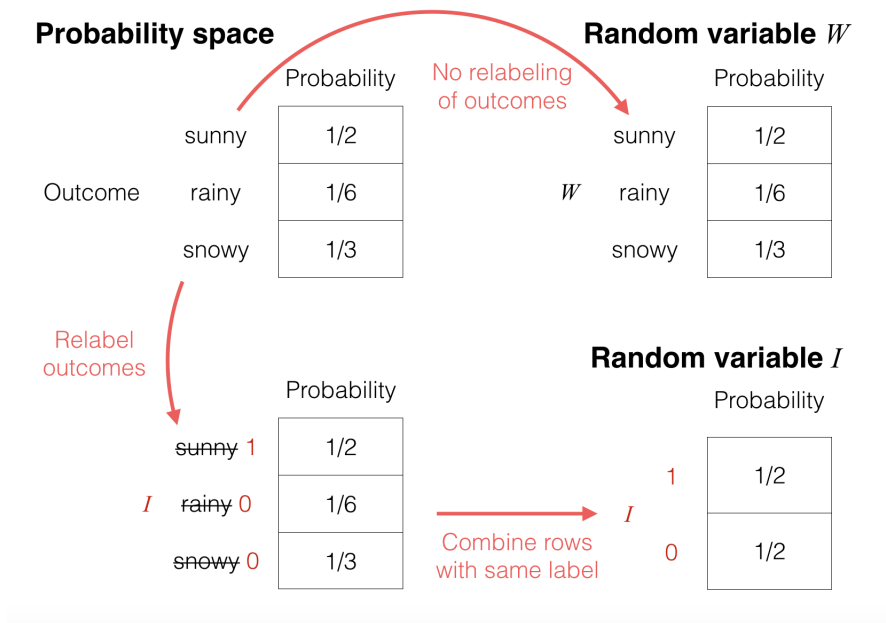 Probability space
Probability
sunny 1/2
Outcome rainy 1/6
snowy 1/3
No relabeling
of outcomes
Random variable W
Probability
sunny 1/2
W rainy 1/6
snowy 1/3
Relabel
outcomes
Probability
sunny 1 1/2
I rainy 0 1/6
snowy 0 1/3
Combine rows
with same label
Random variable I
Probability
1 1/2
I
0 1/2